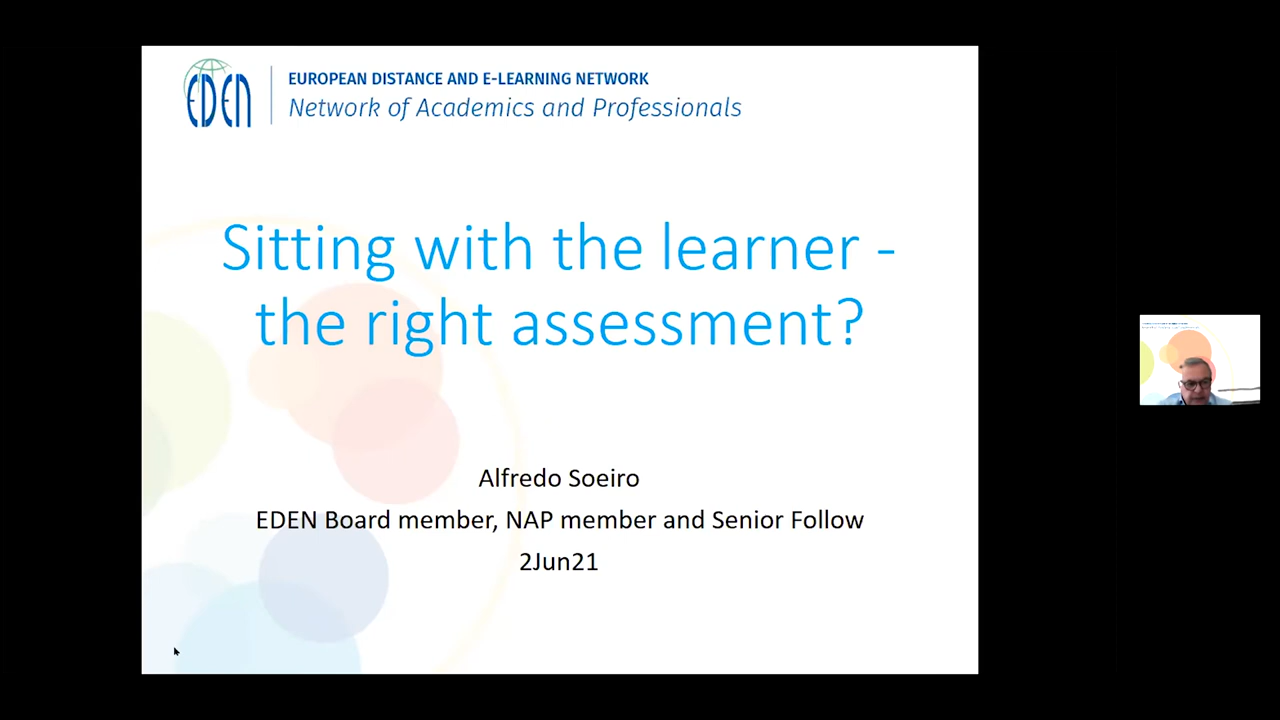 EDEN
EUROPEAN DISTANCE AND E-LEARNING NETWORK
Network of Academics and Professionals
Sitting with the learner -
the right assessment?
Alfredo Soeiro
EDEN Board member, NAP member and Senior Follow
2Jun21